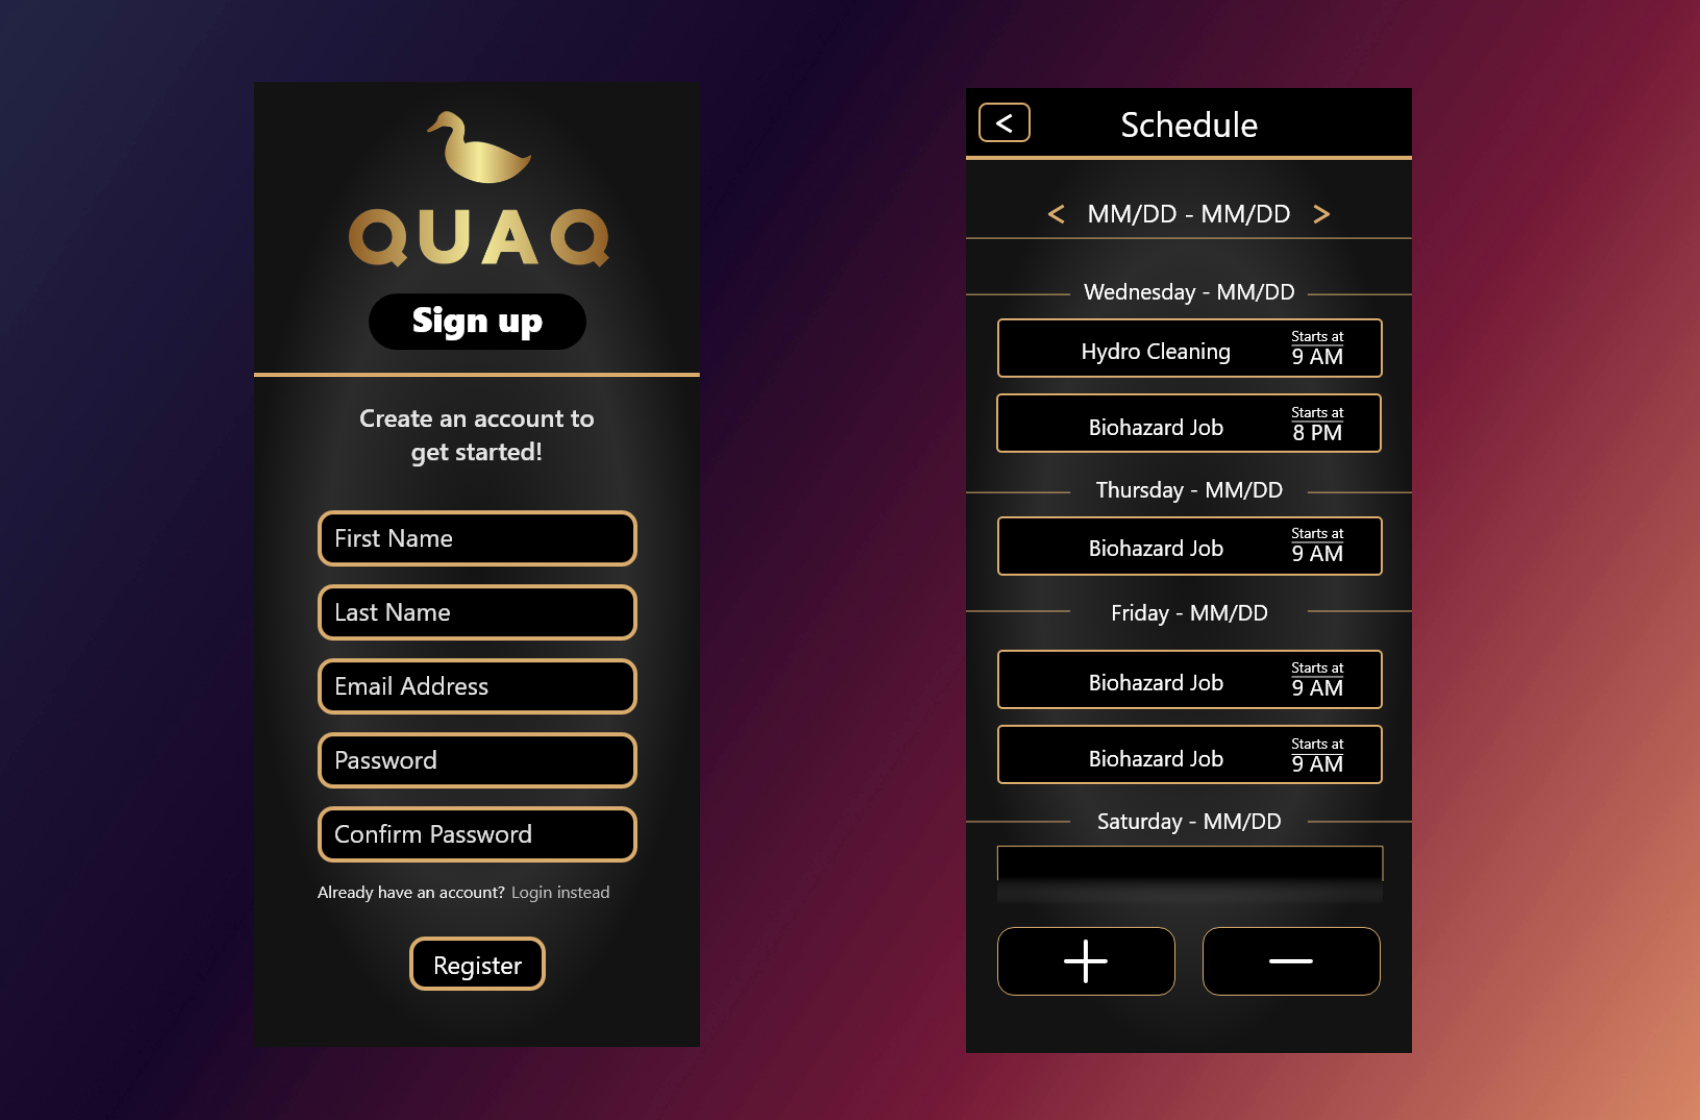 QUAQ
Sign up
Create an account to
get started!
First Name
Last Name
Email Address
Password
Confirm Password
Already have an account? Login instead
Register
<
Schedule
< MM/DD - MM/DD >
Wednesday - MM/DD
Hydro Cleaning
Starts at
9 AM
Biohazard Job
Starts at
8 PM
Thursday - MM/DD
Biohazard Job
Starts at
9 AM
Friday - MM/DD
Biohazard Job
Starts at
9 AM
Biohazard Job
Starts at
9 AM
Saturday - MM/DD
+
—